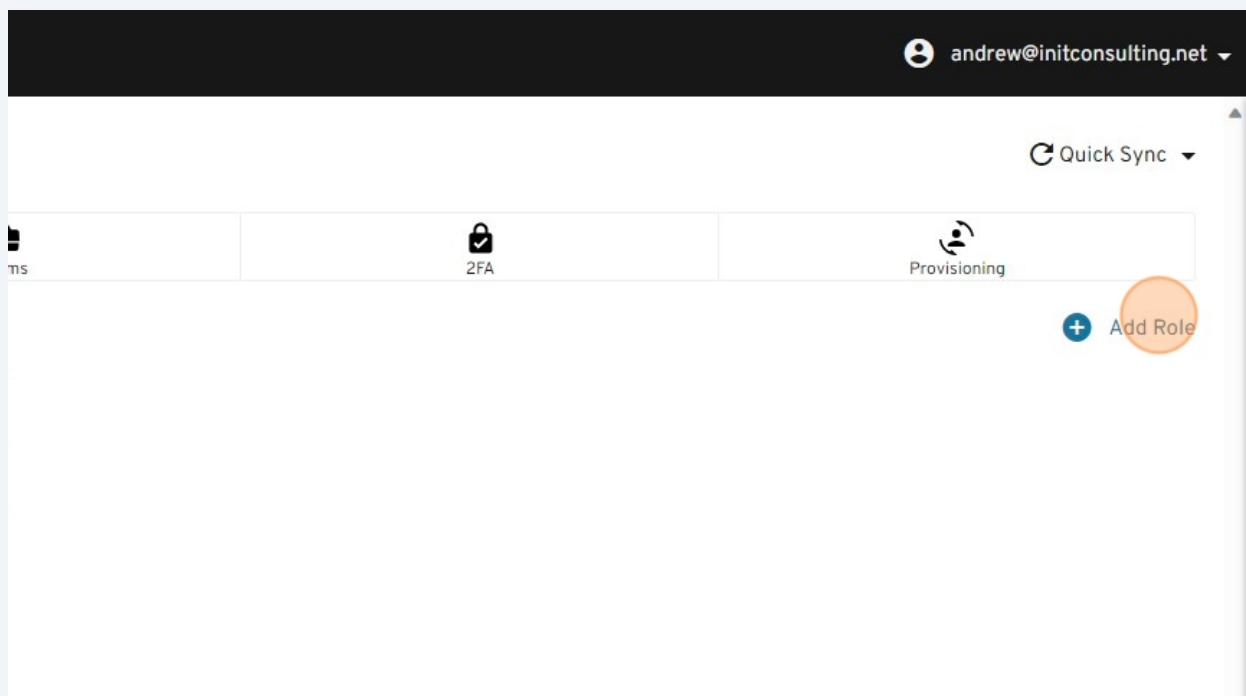 andrew@initconsulting.net
Quick Sync
ms
2FA
Provisioning
Add Role